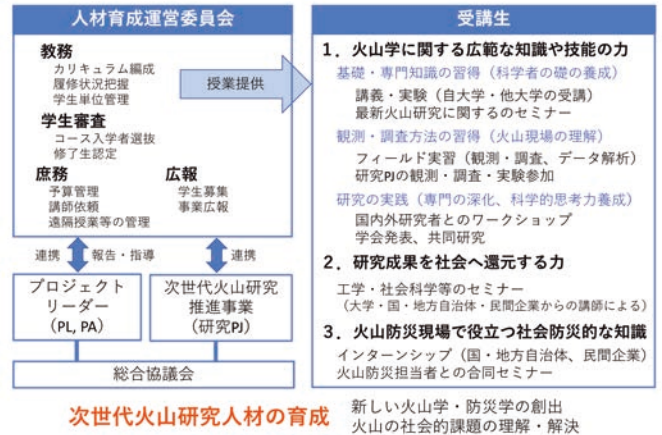 人材育成運営委員会
教務
カリキュラム編成
履修状況把握
学生単位管理
学生審査
コース入学者選抜
修了生認定
庶務
予算管理
講師依頼
遠隔授業等の管理
広報
学生募集
事業広報
授業提供
連携
報告・指導
連携
プロジェクト
リーダー
(PL, PA)
次世代火山研究
推進事業
(研究PJ)
総合協議会
受講生
1．火山学に関する広範な知識や技能の力
基礎・専門知識の習得（科学者の礎の養成）
講義・実験（自大学・他大学の受講）
最新火山研究に関するのセミナー
観測・調査方法の習得（火山現場の理解）
フィールド実習（観測・調査、データ解析）
研究PJの観測・調査・実験参加
研究の実践（専門の深化、科学的思考力養成）
国内外研究者とのワークショップ
学会発表、共同研究
2．研究成果を社会へ還元する力
工学・社会科学等のセミナー
（大学・国・地方自治体・民間企業からの講師による）
3．火山防災現場で役立つ社会防災的な知識
インターンシップ（国・地方自治体、民間企業）
火山防災担当者との合同セミナー
次世代火山研究人材の育成
新しい火山学・防災学の創出
火山の社会的課題の理解・解決